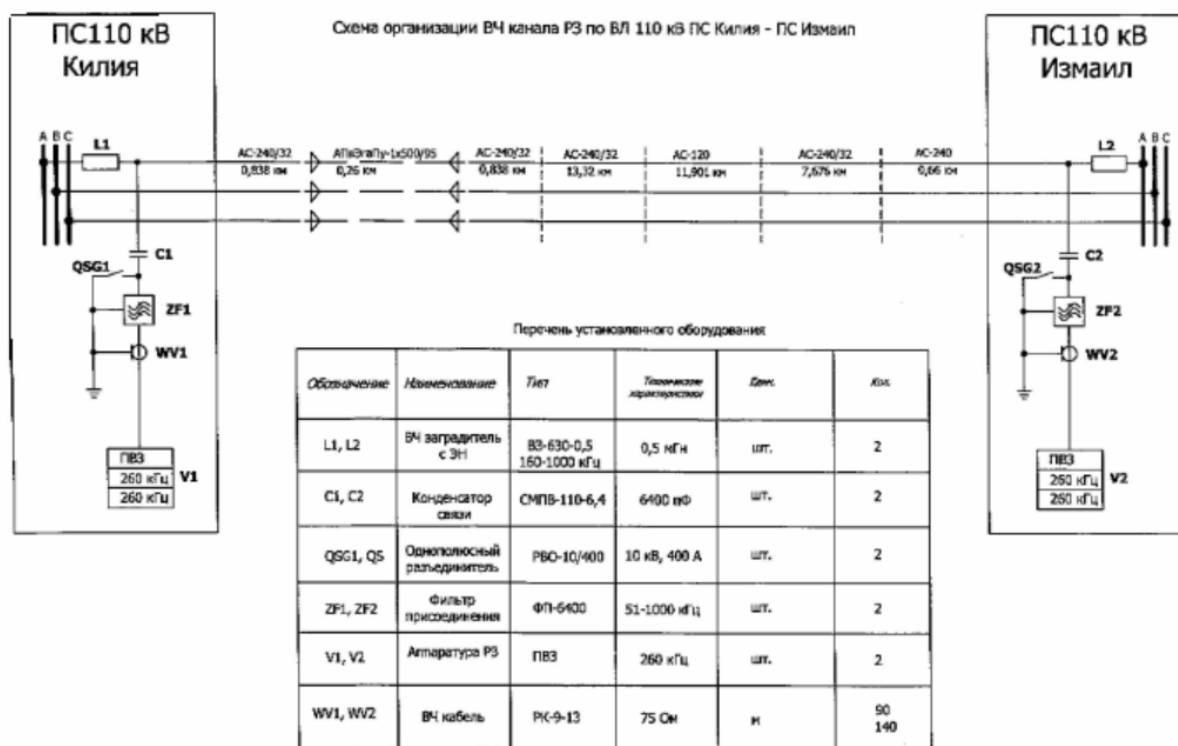 Схема организации ВЧ канала РЗ по ВЛ 110 кВ ПС Килия - ПС Измаил
ПС110 кВ
Килия
ПС110 кВ
Измаил
A B C
L1
АС-240/32
0,838 км
АПвЭгаПу-1х500/95
0,26 км
АС-240/32
0,838 км
АС-240/32
13,32 км
АС-120
11,901 км
АС-240/32
7,676 км
АС-240
0,66 км
L2
A B C
C1
QSG1
ZF1
WV1
ПВЗ
260 кГц
260 кГц
V1
C2
QSG2
ZF2
WV2
ПВЗ
260 кГц
260 кГц
V2
Перечень установленного оборудования
Обозначение Наименование Тип Технические характеристики Кол.
L1, L2 ВЧ заградитель с ЭН ВЗ-630-0,5 160-1000 кГц 0,5 мГн шт. 2
C1, C2 Конденсатор связи СМПВ-110-6,4 6400 пФ шт. 2
QSG1, QS Однополюсный разъединитель РВО-10/400 10 кВ, 400 А шт. 2
ZF1, ZF2 Фильтр присоединения ФП-6400 51-1000 кГц шт. 2
V1, V2 Аппаратура РЗ ПВЗ 260 кГц шт. 2
WV1, WV2 ВЧ кабель РК-9-13 75 Ом м 90 140